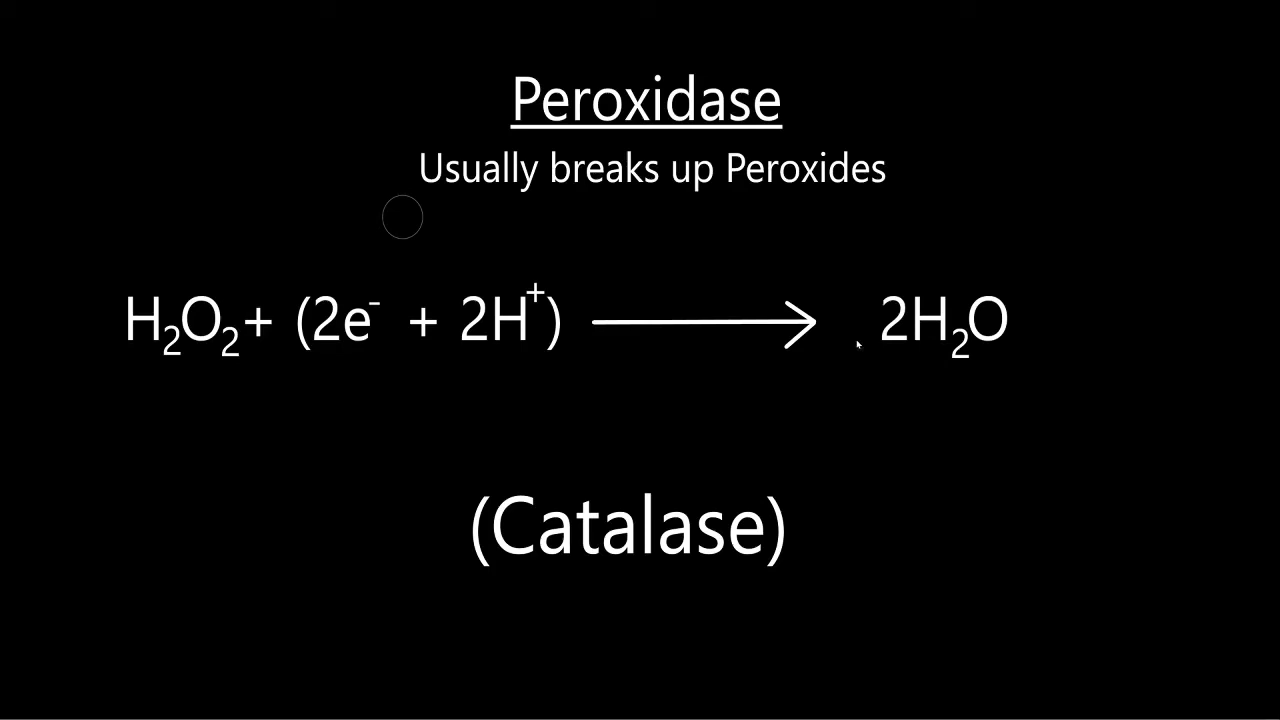 Peroxidase
Usually breaks up Peroxides
H₂O₂+ (2e⁻ + 2H⁺) ⟶ 2H₂O
(Catalase)